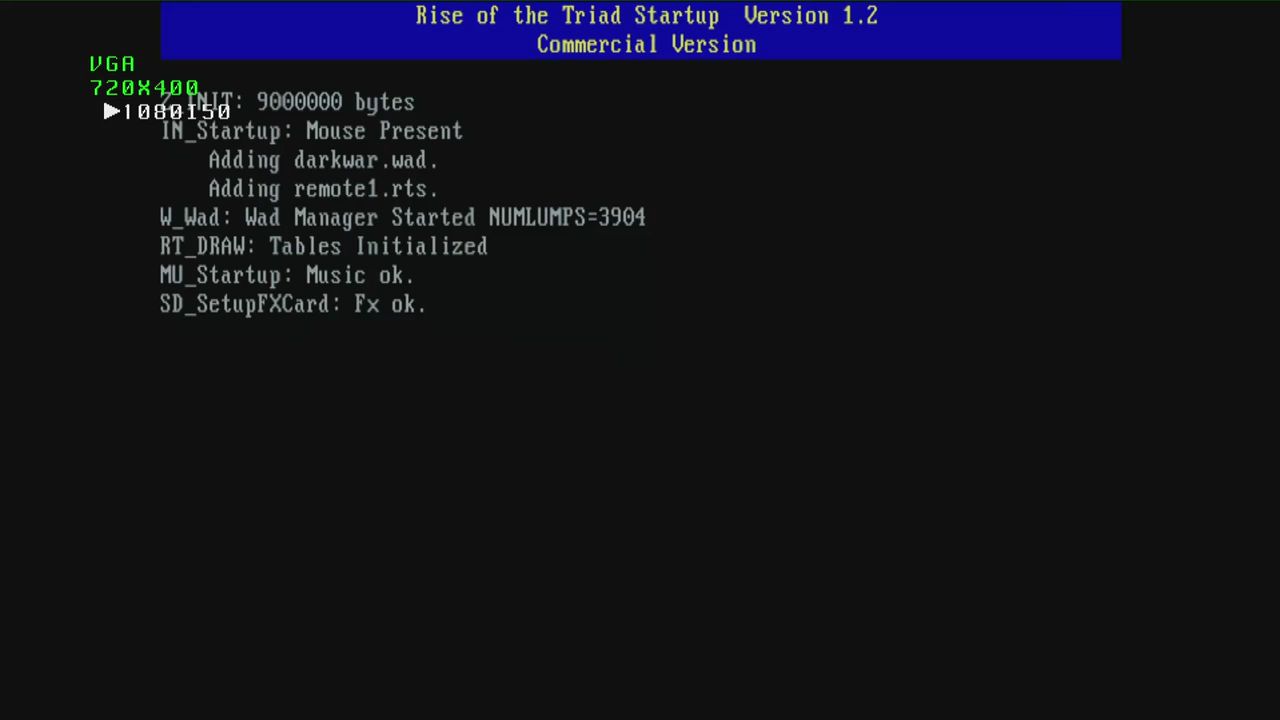 Rise of the Triad Startup Version 1.2
Commercial Version
VGA
720X400
Z_INIT: 9000000 bytes
▶1080150
IN_Startup: Mouse Present
Adding darkwar.wad.
Adding remote1.rts.
W_Wad: Wad Manager Started NUMLUMPS=3904
RT_DRAW: Tables Initialized
MU_Startup: Music ok.
SD_SetupFXCard: Fx ok.